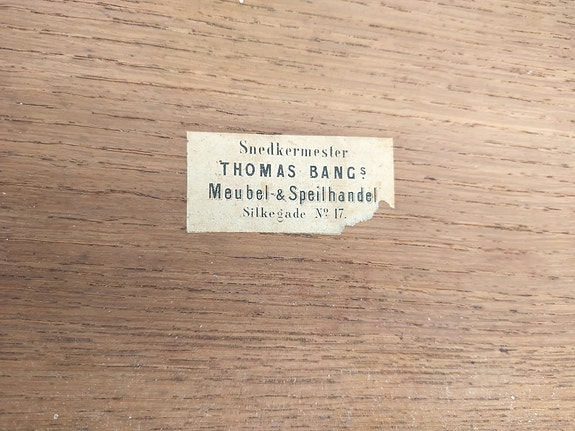 Snedkermester
THOMAS BANGs
Meubel-&Speilhandel
Silkegade No 17.